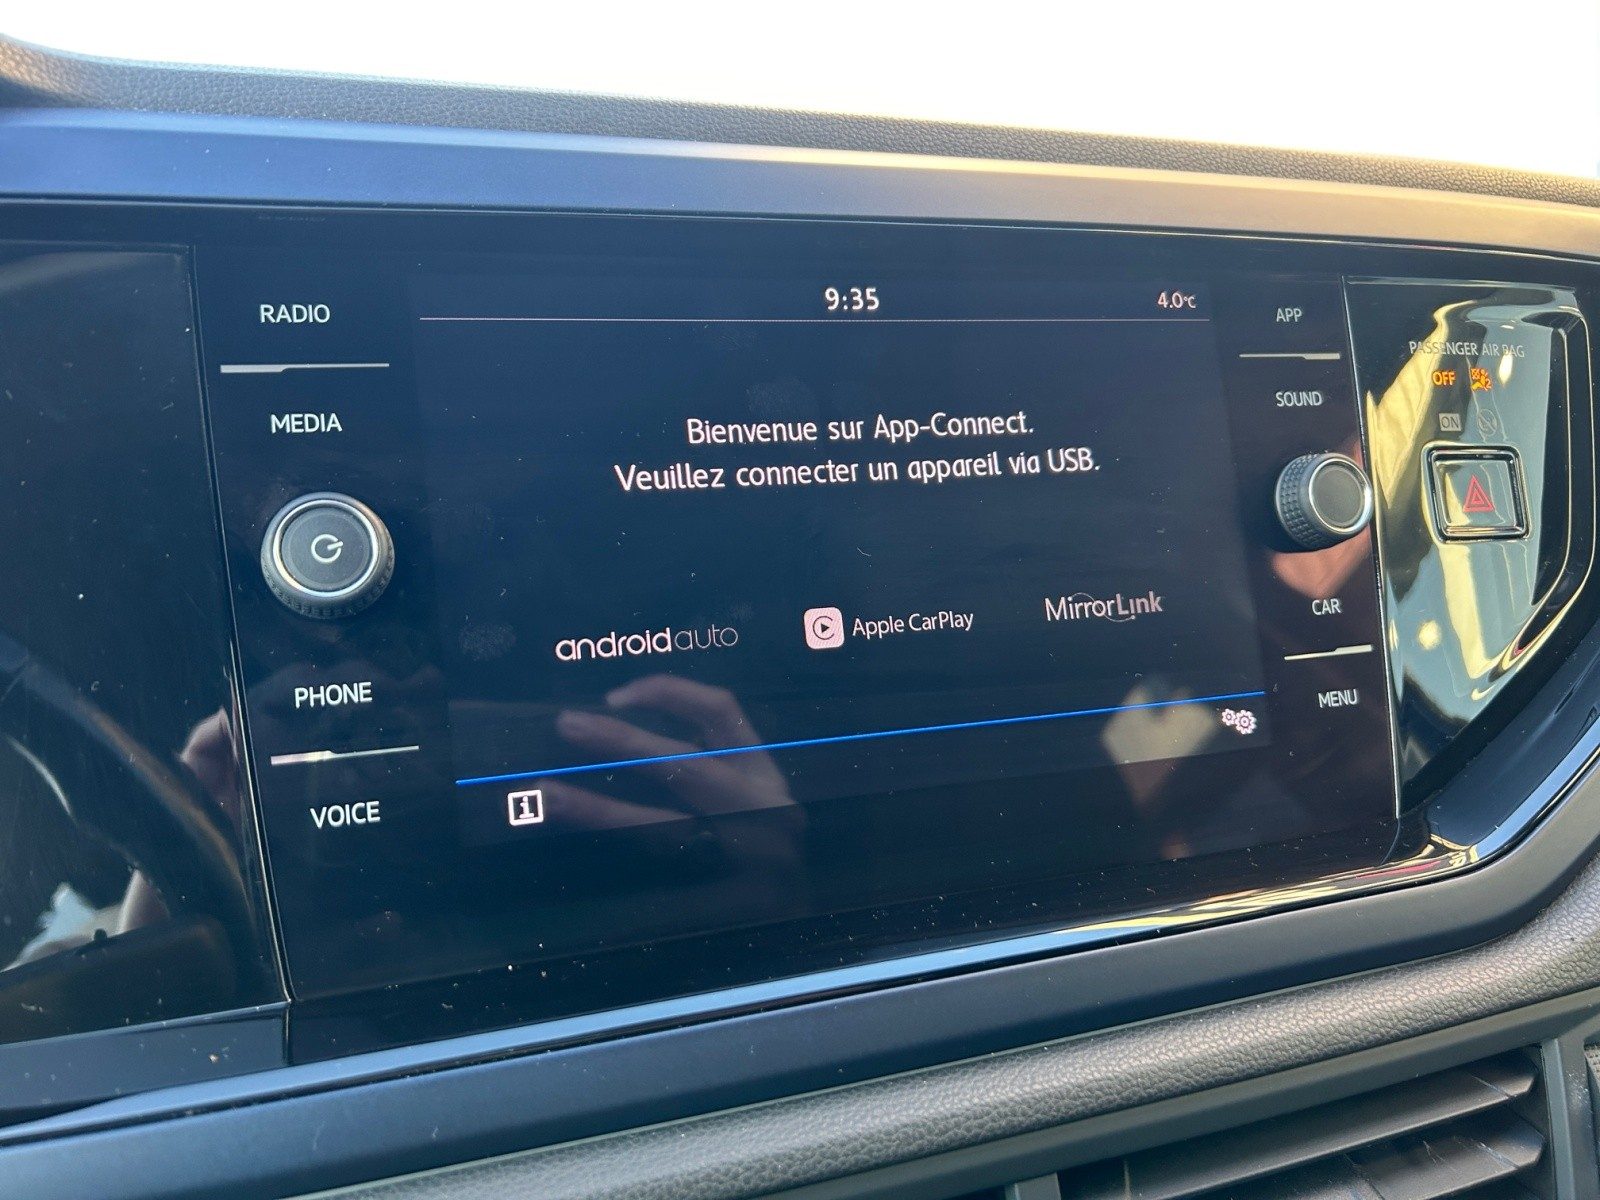 RADIO
MEDIA
PHONE
VOICE
9:35
4.0°C
Bienvenue sur App-Connect.
Veuillez connecter un appareil via USB.
androidauto
Apple CarPlay
MirrorLink
i
APP
SOUND
CAR
MENU
PASSENGER AIR BAG
OFF
ON